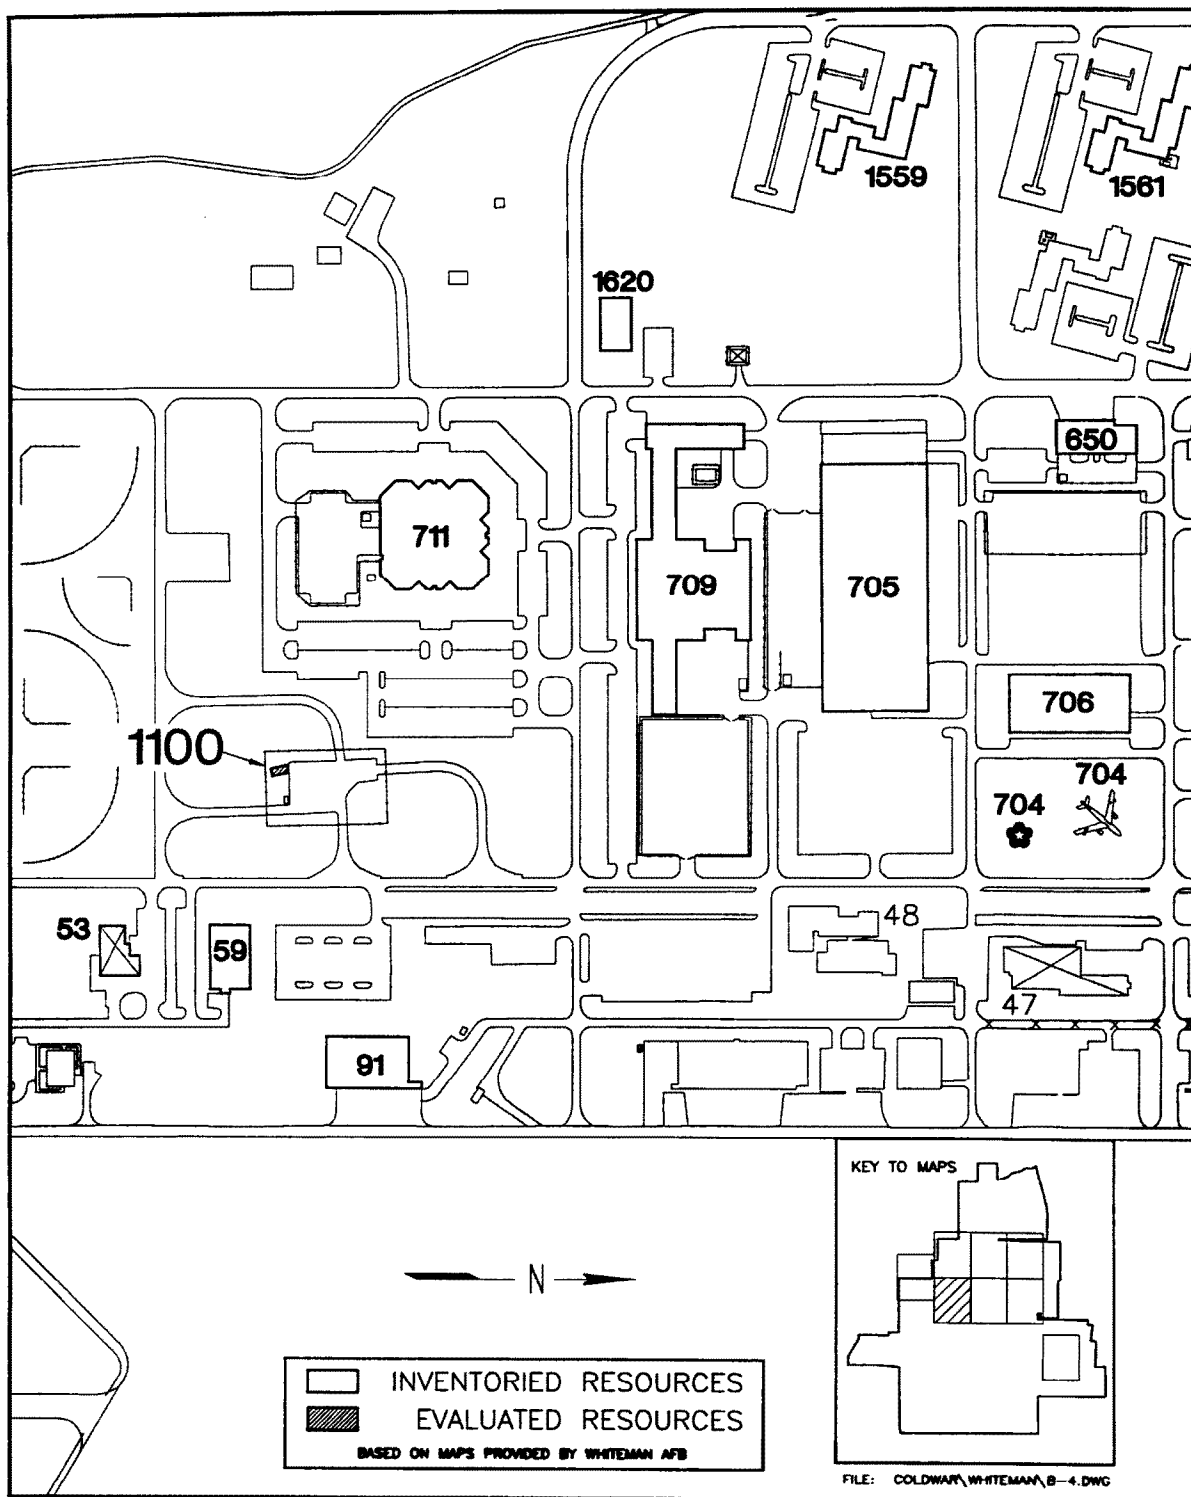 1559
1561
1620
650
711
709
705
706
1100
704
704
53
59
48
47
91
KEY TO MAPS
N
INVENTORIED RESOURCES
EVALUATED RESOURCES
BASED ON MAPS PROVIDED BY WHITEMAN AFB
FILE: COLDWAR\WHITEMAN\B-4.DWG